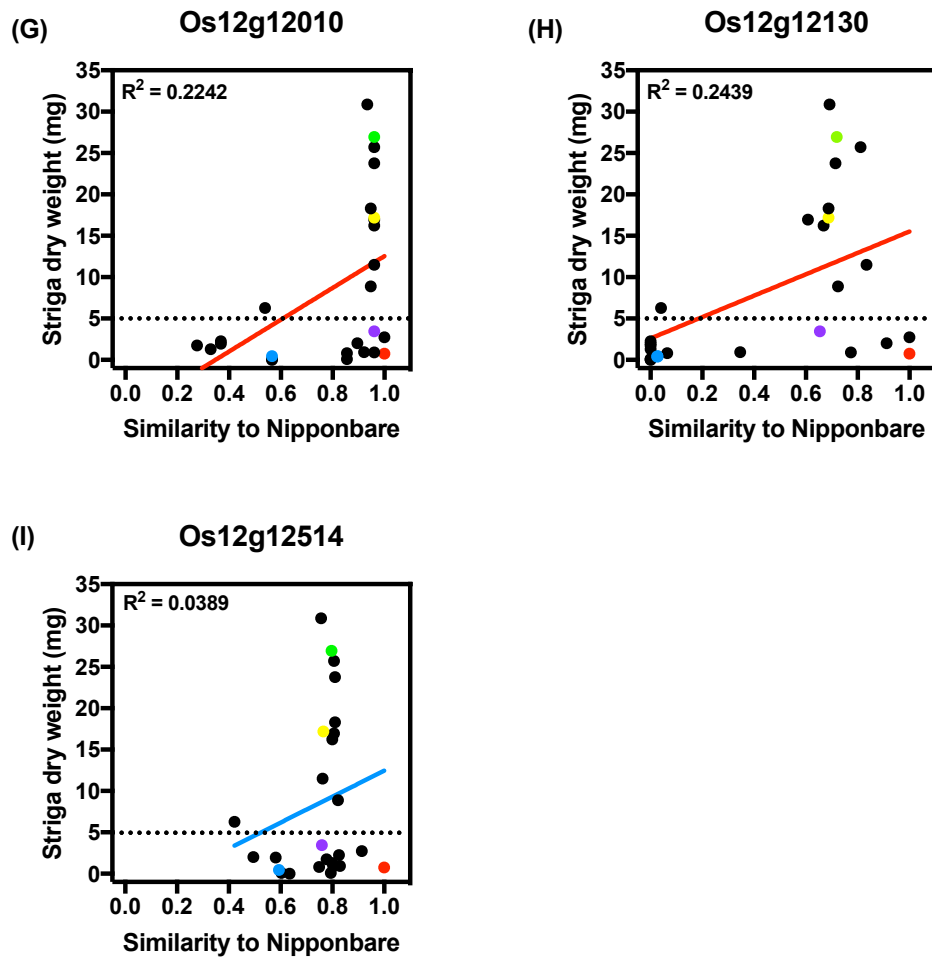 (G) Os12g12010
R² = 0.2242
Striga dry weight (mg)
35
30
25
20
15
10
5
0
0.0 0.2 0.4 0.6 0.8 1.0
Similarity to Nipponbare
(H) Os12g12130
R² = 0.2439
Striga dry weight (mg)
35
30
25
20
15
10
5
0
0.0 0.2 0.4 0.6 0.8 1.0
Similarity to Nipponbare
(I) Os12g12514
R² = 0.0389
Striga dry weight (mg)
35
30
25
20
15
10
5
0
0.0 0.2 0.4 0.6 0.8 1.0
Similarity to Nipponbare